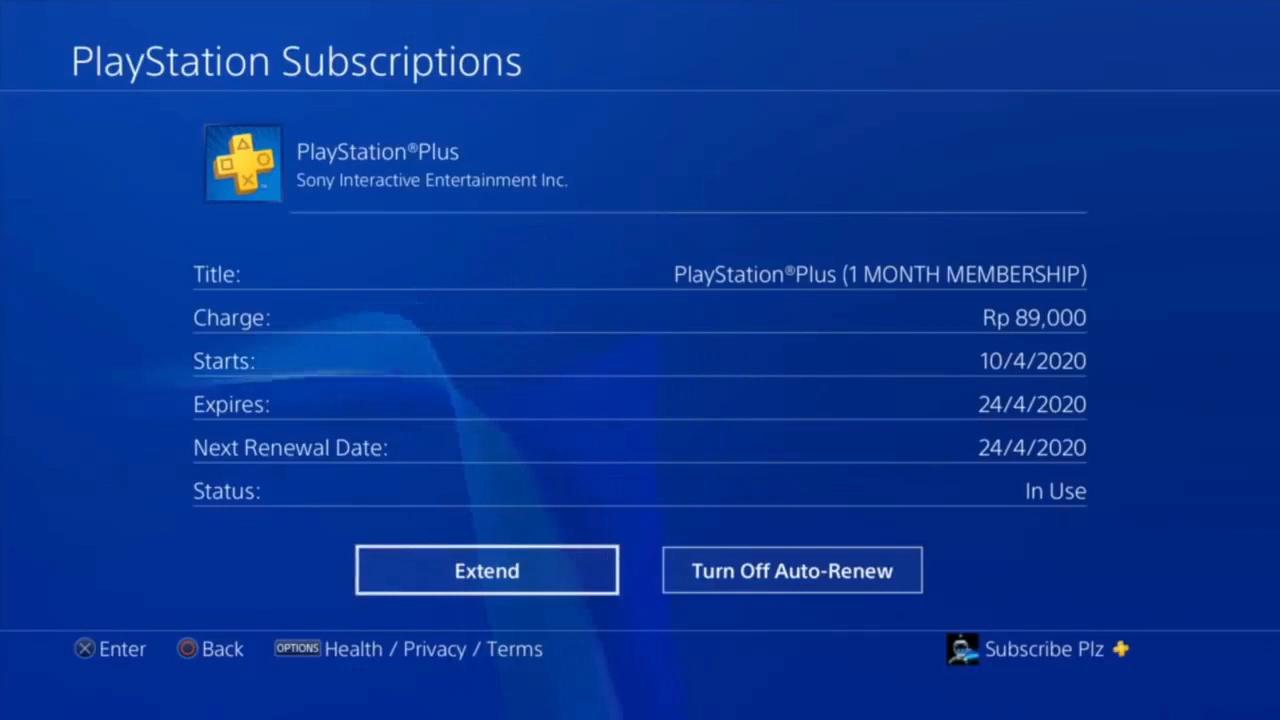 PlayStation Subscriptions
PlayStation®Plus
Sony Interactive Entertainment Inc.
Title: PlayStation®Plus (1 MONTH MEMBERSHIP)
Charge: Rp 89,000
Starts: 10/4/2020
Expires: 24/4/2020
Next Renewal Date: 24/4/2020
Status: In Use
Extend Turn Off Auto-Renew
Enter Back OPTIONS Health / Privacy / Terms Subscribe Plz